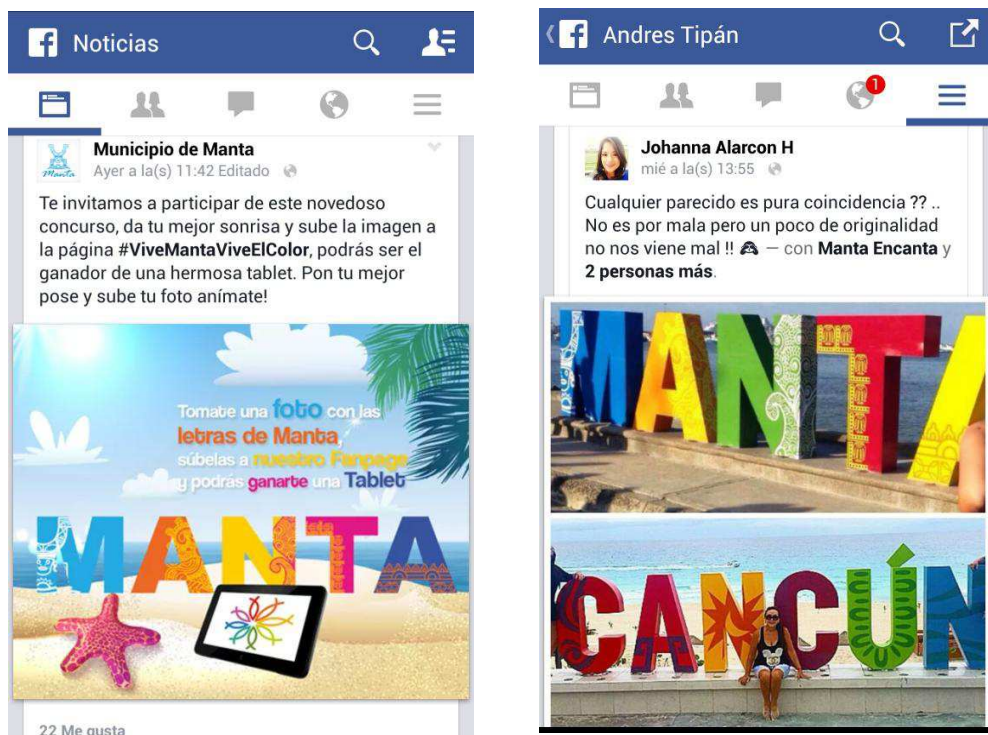 Noticias
Municipio de Manta
Ayer a la(s) 11:42 Editado
Te invitamos a participar de este novedoso
concurso, da tu mejor sonrisa y sube la imagen a
la página #ViveMantaViveElColor, podrás ser el
ganador de una hermosa tablet. Pon tu mejor
pose y sube tu foto anímate!
Tomate una foto con las
letras de Manta,
súbelas a nuestro Fanpage
y podrás ganarte una Tablet
MANTA
22 Me gusta
Andres Tipán
1
Johanna Alarcon H
mié a la(s) 13:55
Cualquier parecido es pura coincidencia ?? ..
No es por mala pero un poco de originalidad
no nos viene mal !! — con Manta Encanta y
2 personas más.
MANTA
CANCÚN